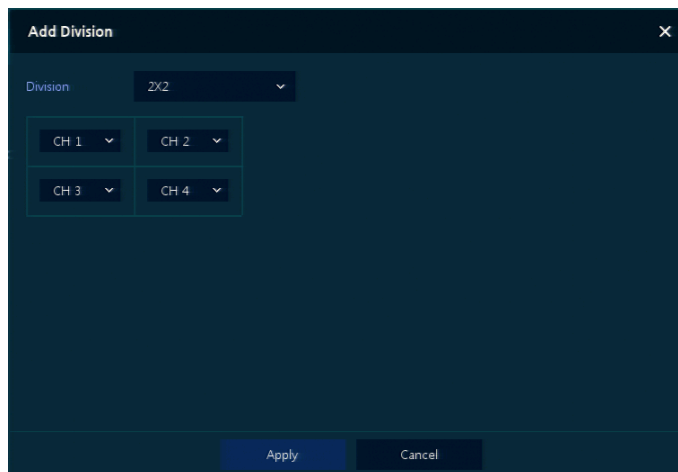 Add Division
Division 2X2
CH 1 CH 2
CH 3 CH 4
Apply Cancel